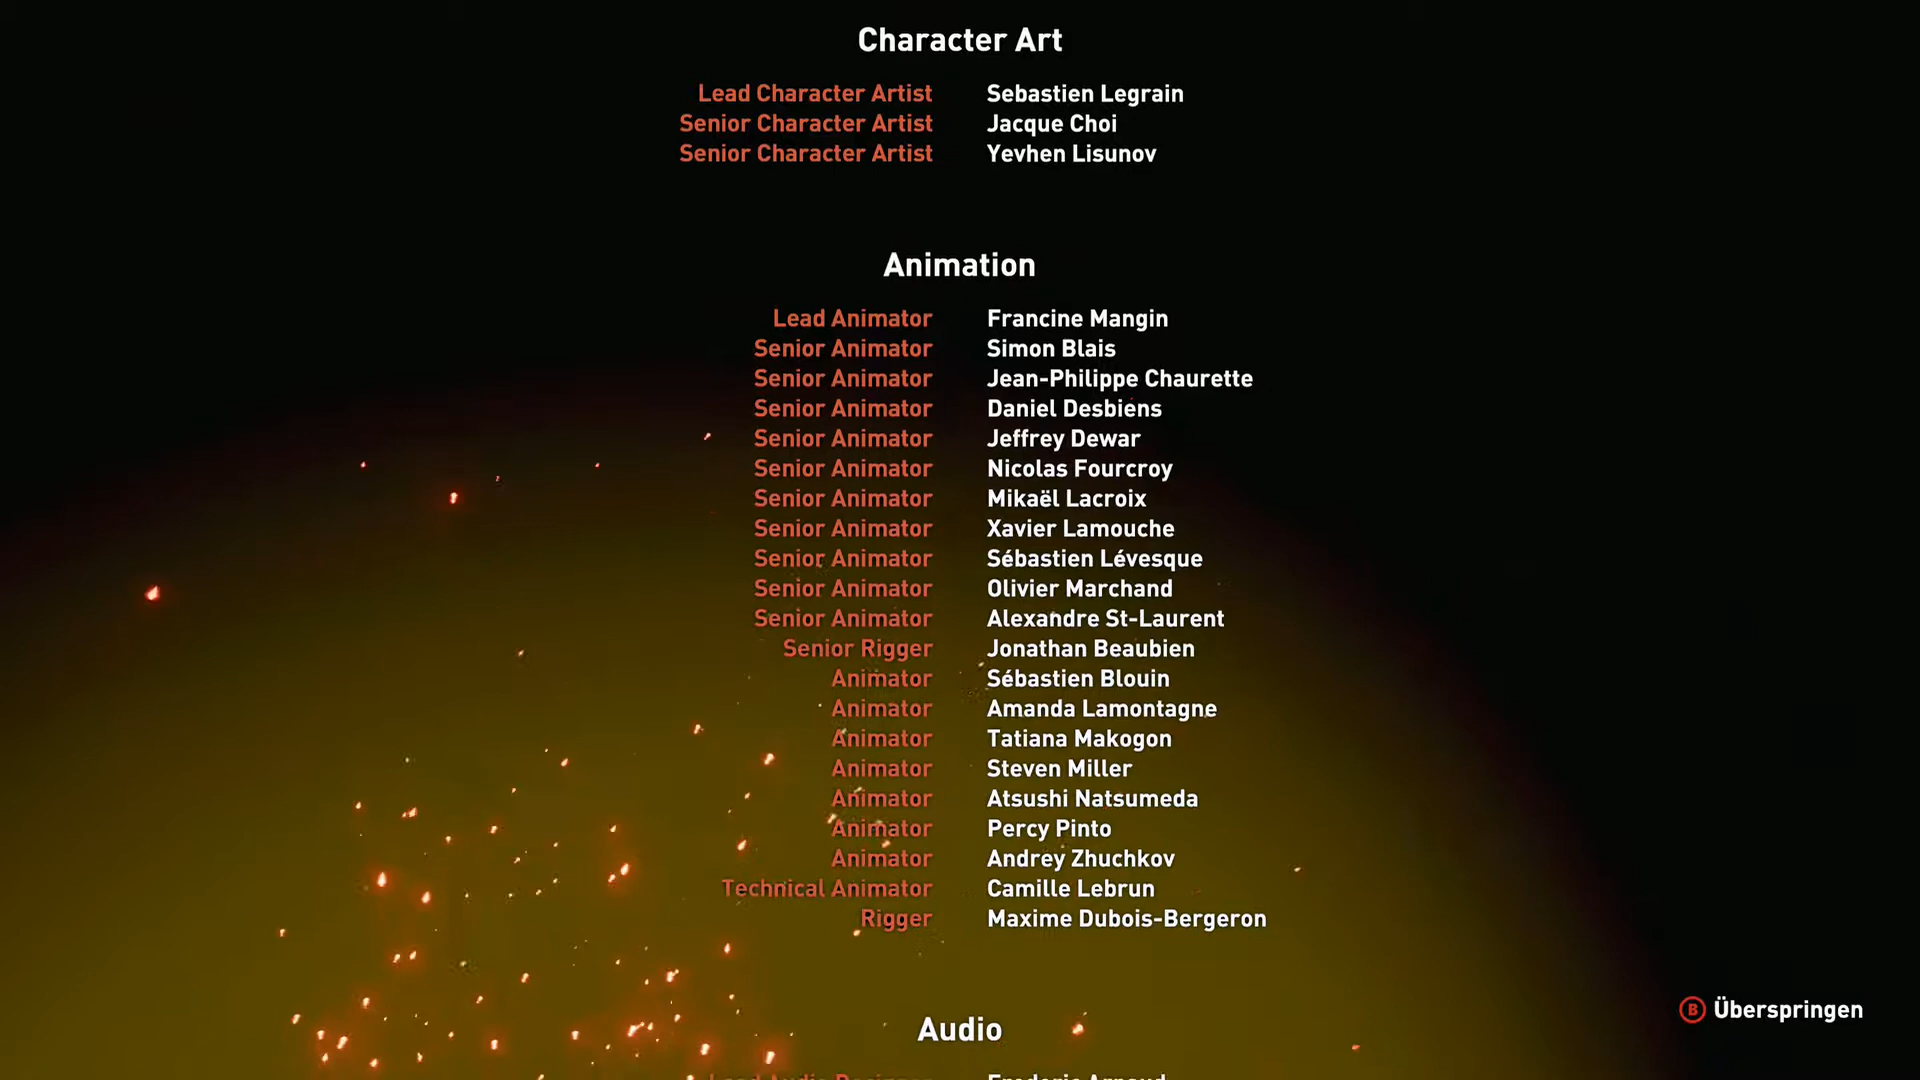 Character Art
Lead Character Artist Sebastien Legrain
Senior Character Artist Jacque Choi
Senior Character Artist Yevhen Lisunov
Animation
Lead Animator Francine Mangin
Senior Animator Simon Blais
Senior Animator Jean-Philippe Chaurette
Senior Animator Daniel Desbiens
Senior Animator Jeffrey Dewar
Senior Animator Nicolas Fourcroy
Senior Animator Mikaël Lacroix
Senior Animator Xavier Lamouche
Senior Animator Sébastien Lévesque
Senior Animator Olivier Marchand
Senior Animator Alexandre St-Laurent
Senior Rigger Jonathan Beaubien
Animator Sébastien Blouin
Animator Amanda Lamontagne
Animator Tatiana Makogon
Animator Steven Miller
Animator Atsushi Natsumeda
Animator Percy Pinto
Animator Andrey Zhuchkov
Technical Animator Camille Lebrun
Rigger Maxime Dubois-Bergeron
B Überspringen
Audio